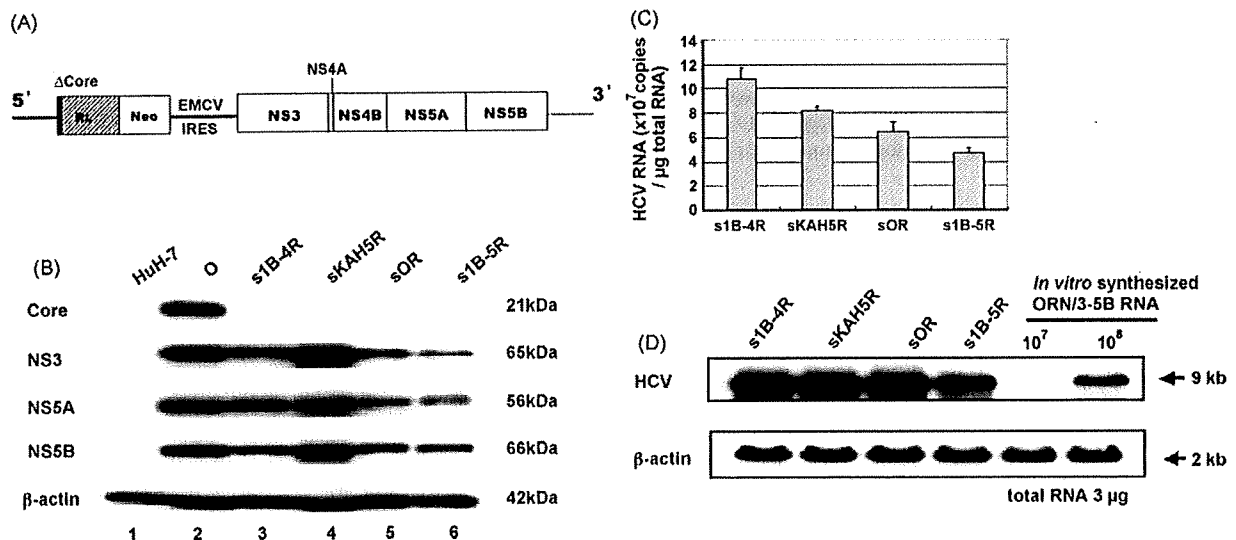 (A)
ΔCore
NS4A
5'
RL
Neo
EMCV
IRES
NS3
NS4B
NS5A
NS5B
3'
(B)
HuH-7
O
s1B-4R
sKAH5R
sOR
s1B-5R
Core
21kDa
NS3
65kDa
NS5A
56kDa
NS5B
66kDa
β-actin
42kDa
1 2 3 4 5 6
(C)
HCV RNA (x10⁷ copies
/ µg total RNA)
14
12
10
8
6
4
2
0
s1B-4R sKAH5R sOR s1B-5R
(D)
s1B-4R
sKAH5R
sOR
s1B-5R
In vitro synthesized
ORN/3-5B RNA
10⁷ 10⁸
HCV
9 kb
β-actin
2 kb
total RNA 3 µg